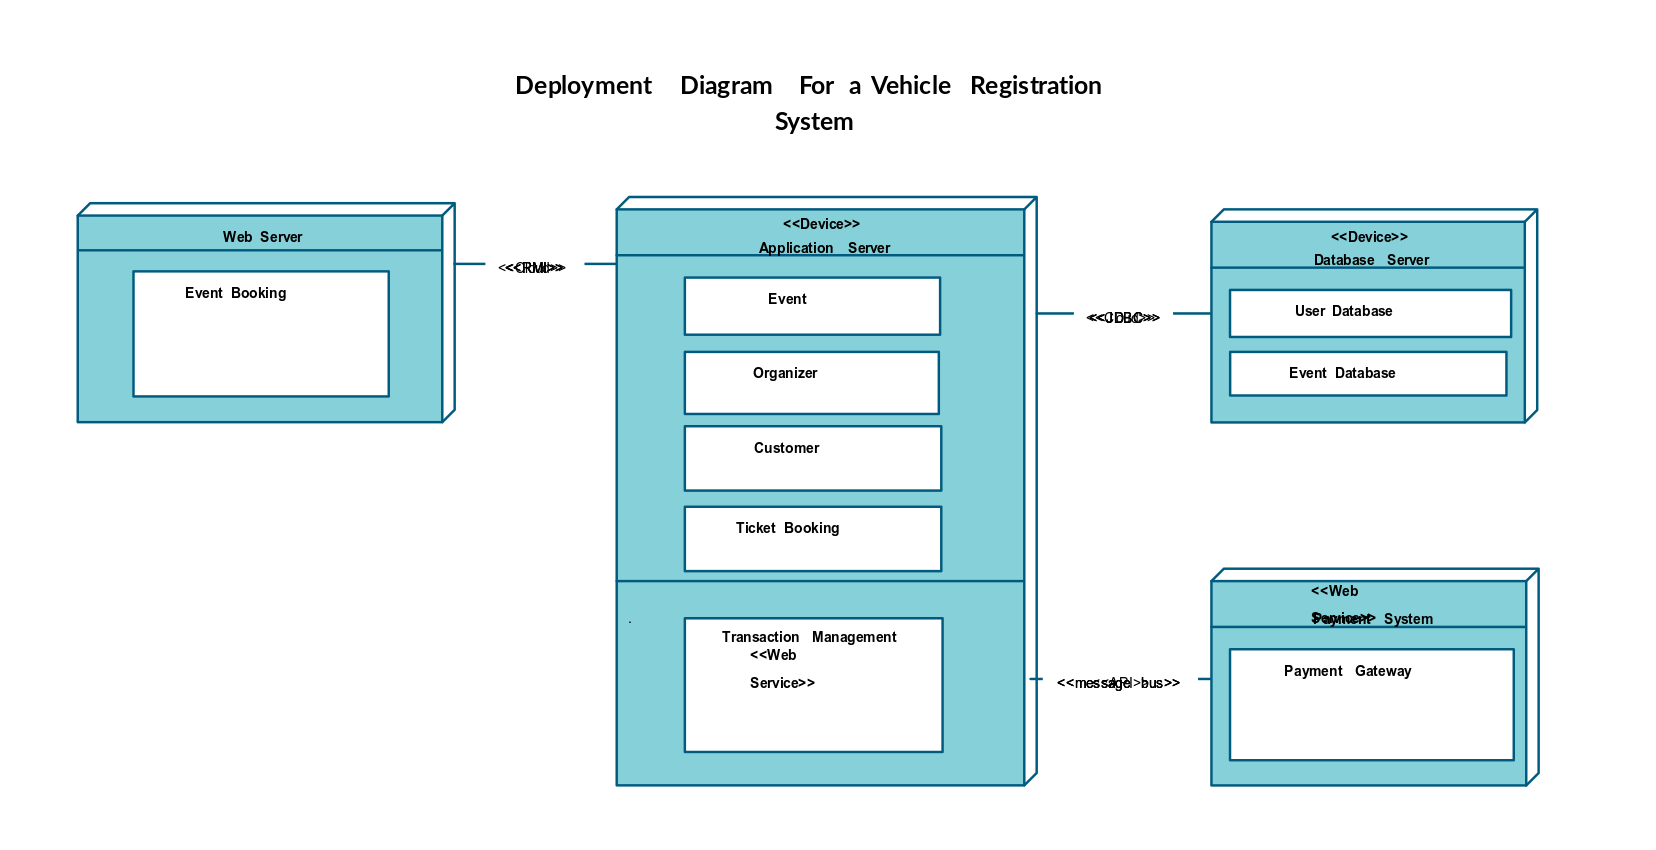 Deployment Diagram For a Vehicle Registration
System
Web Server
Event Booking
<<Device>>
Application Server
Event
Organizer
Customer
Ticket Booking
Transaction Management
<<Web
Service>>
<<JDBC>>
<<Device>>
Database Server
User Database
Event Database
<<message bus>>
<<API>>
<<Web
Service>>
Payment System
Payment Gateway